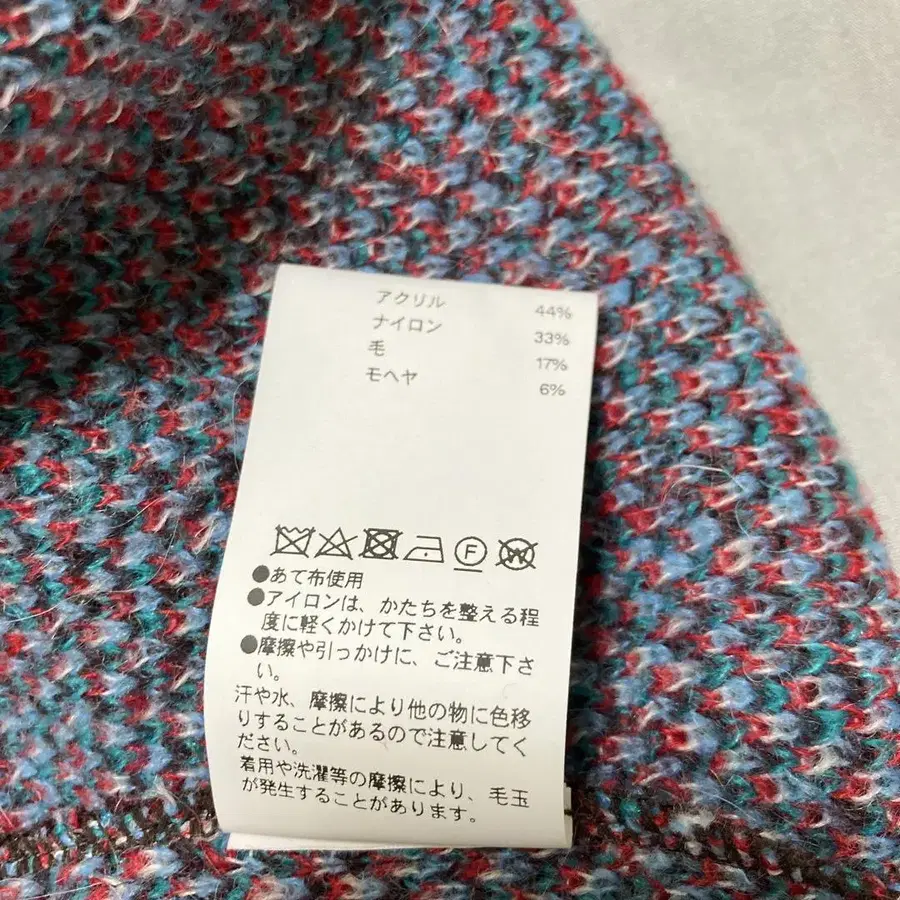 アクリル 44%
ナイロン 33%
毛 17%
モヘヤ 6%
F W
●あて布使用
●アイロンは、かたちを整える程
度に軽くかけて下さい。
●摩擦や引っかけに、ご注意下さ
い。
汗や水、摩擦により他の物に色移
りすることがあるので注意してく
ださい。
着用や洗濯等の摩擦により、毛玉
が発生することがあります。